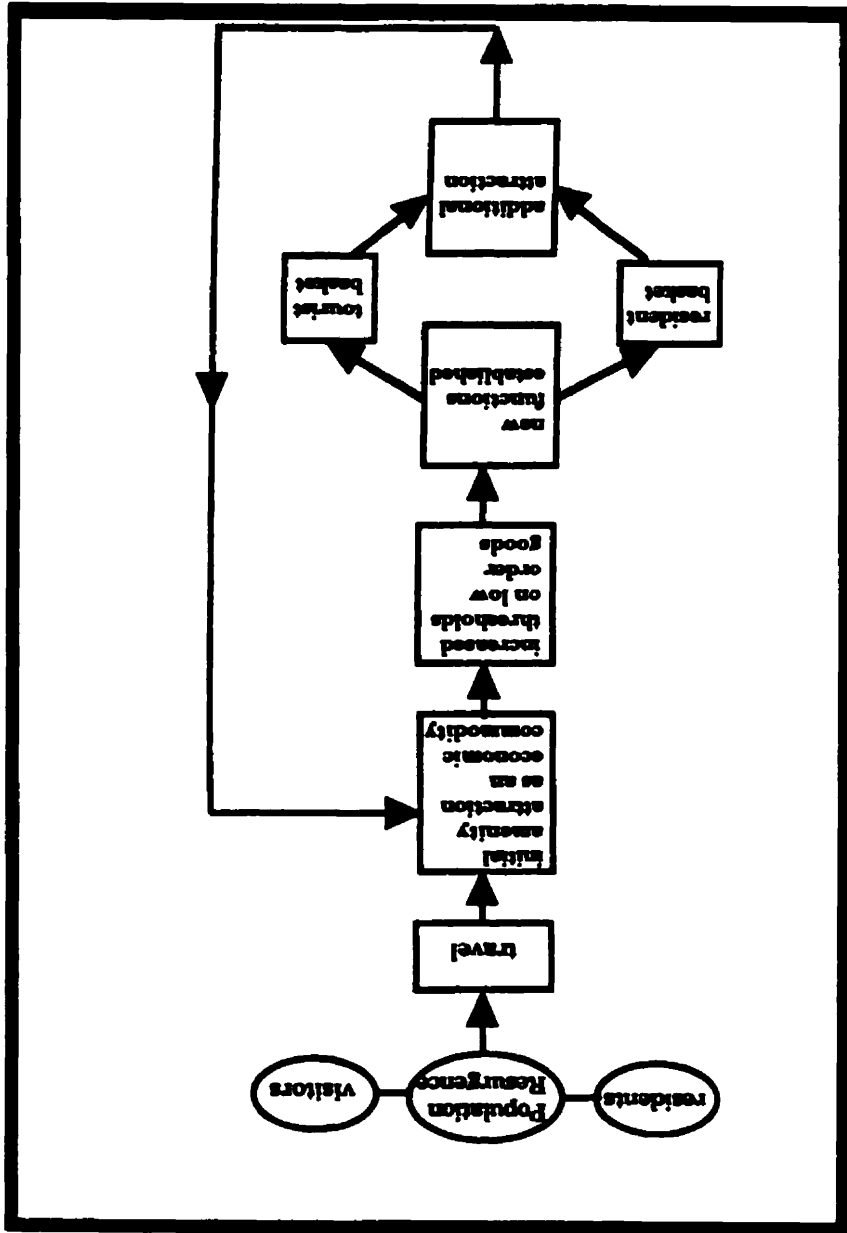 residents
Population
Resurgence
visitors
travel
initial
amenity
attraction
as an
economic
commodity
increased
thresholds
on low
order
goods
new
functions
established
resident
basket
tourist
basket
additional
attraction